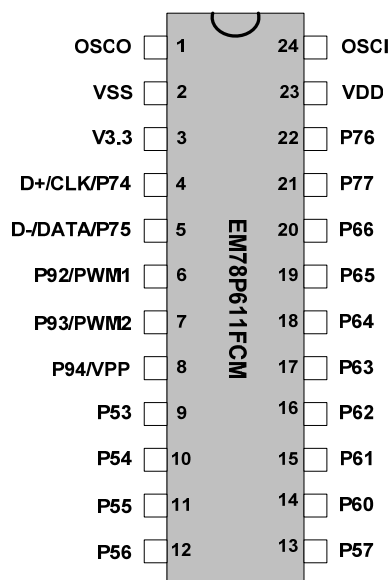 OSCO 1 24 OSCI
VSS 2 23 VDD
V3.3 3 22 P76
D+/CLK/P74 4 21 P77
D-/DATA/P75 5 20 P66
P92/PWM1 6 19 P65
P93/PWM2 7 18 P64
P94/VPP 8 17 P63
P53 9 16 P62
P54 10 15 P61
P55 11 14 P60
P56 12 13 P57
EM78P611FCM